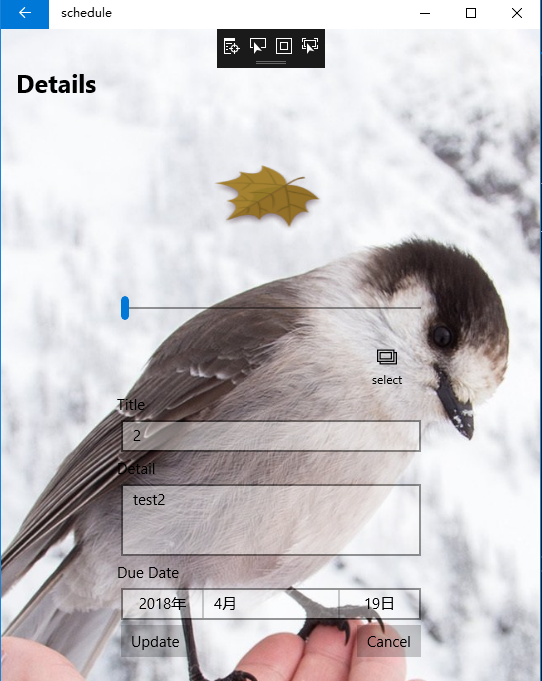 schedule
Details
select
Title
2
Detail
test2
Due Date
2018年 4月 19日
Update Cancel